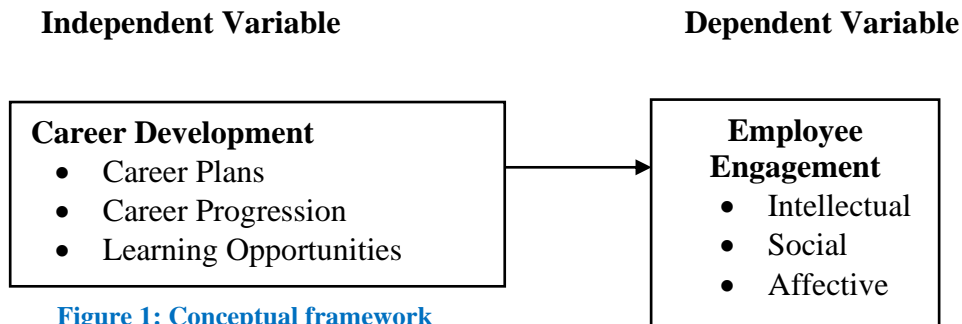 Independent Variable
Dependent Variable
Career Development
• Career Plans
• Career Progression
• Learning Opportunities
Employee
Engagement
• Intellectual
• Social
• Affective
Figure 1: Conceptual framework